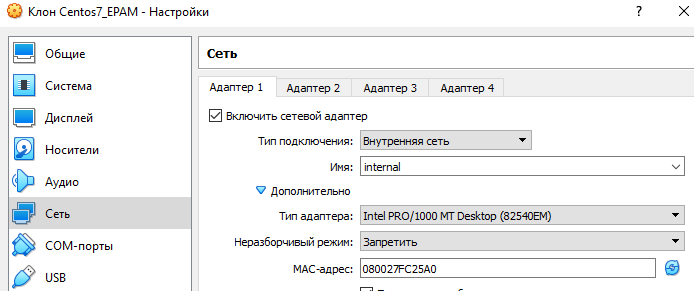 Клон Centos7_EPAM - Настройки ? ×
Общие
Система
Дисплей
Носители
Аудио
Сеть
COM-порты
USB
Сеть
Адаптер 1 Адаптер 2 Адаптер 3 Адаптер 4
Включить сетевой адаптер
Тип подключения: Внутренняя сеть
Имя: internal
Дополнительно
Тип адаптера: Intel PRO/1000 MT Desktop (82540EM)
Неразборчивый режим: Запретить
MAC-адрес: 080027FC25A0